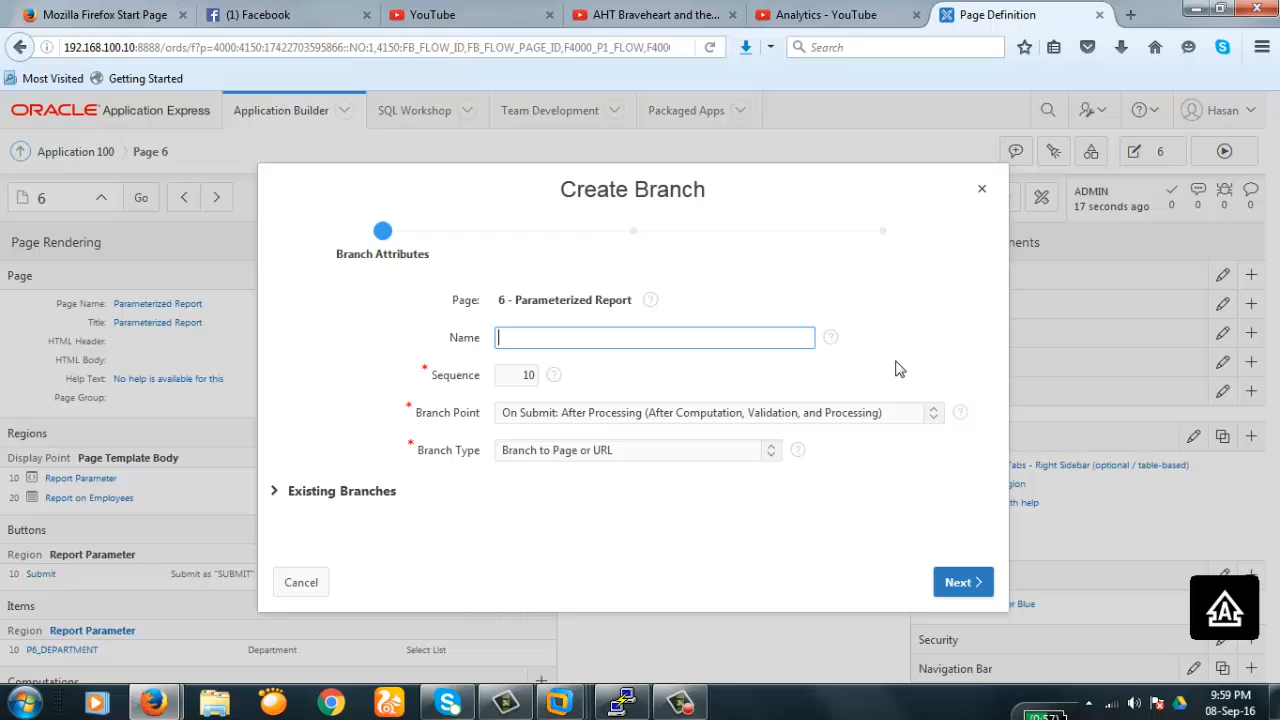 Mozilla Firefox Start Page
(1) Facebook
YouTube
AHT Braveheart and the...
Analytics - YouTube
Page Definition
192.168.100.10:8888/ords/f?p=4000:4150:17422703595866::NO:1,4150:FB_FLOW_ID,FB_FLOW_PAGE_ID,F4000_P1_FLOW,F400
Search
Most Visited
Getting Started
ORACLE Application Express
Application Builder
SQL Workshop
Team Development
Packaged Apps
Hasan
Application 100
Page 6
6
6
Go
ADMIN
17 seconds ago
0 0 0 0
Page Rendering
Page
Page Name: Parameterized Report
Title: Parameterized Report
HTML Header:
HTML Body:
Help Text: No help is available for this
Page Group:
Regions
Display Point Page Template Body
10 Report Parameter
20 Report on Employees
Buttons
Region Report Parameter
10 Submit Submit as "SUBMIT"
Items
Region Report Parameter
10 P6_DEPARTMENT Department Select List
Create Branch
Branch Attributes
Page: 6 - Parameterized Report
Name
* Sequence 10
* Branch Point On Submit: After Processing (After Computation, Validation, and Processing)
* Branch Type Branch to Page or URL
Existing Branches
Cancel
Next
Tabs - Right Sidebar (optional / table-based)
Security
Navigation Bar
A
(0:57)
9:59 PM
08-Sep-16